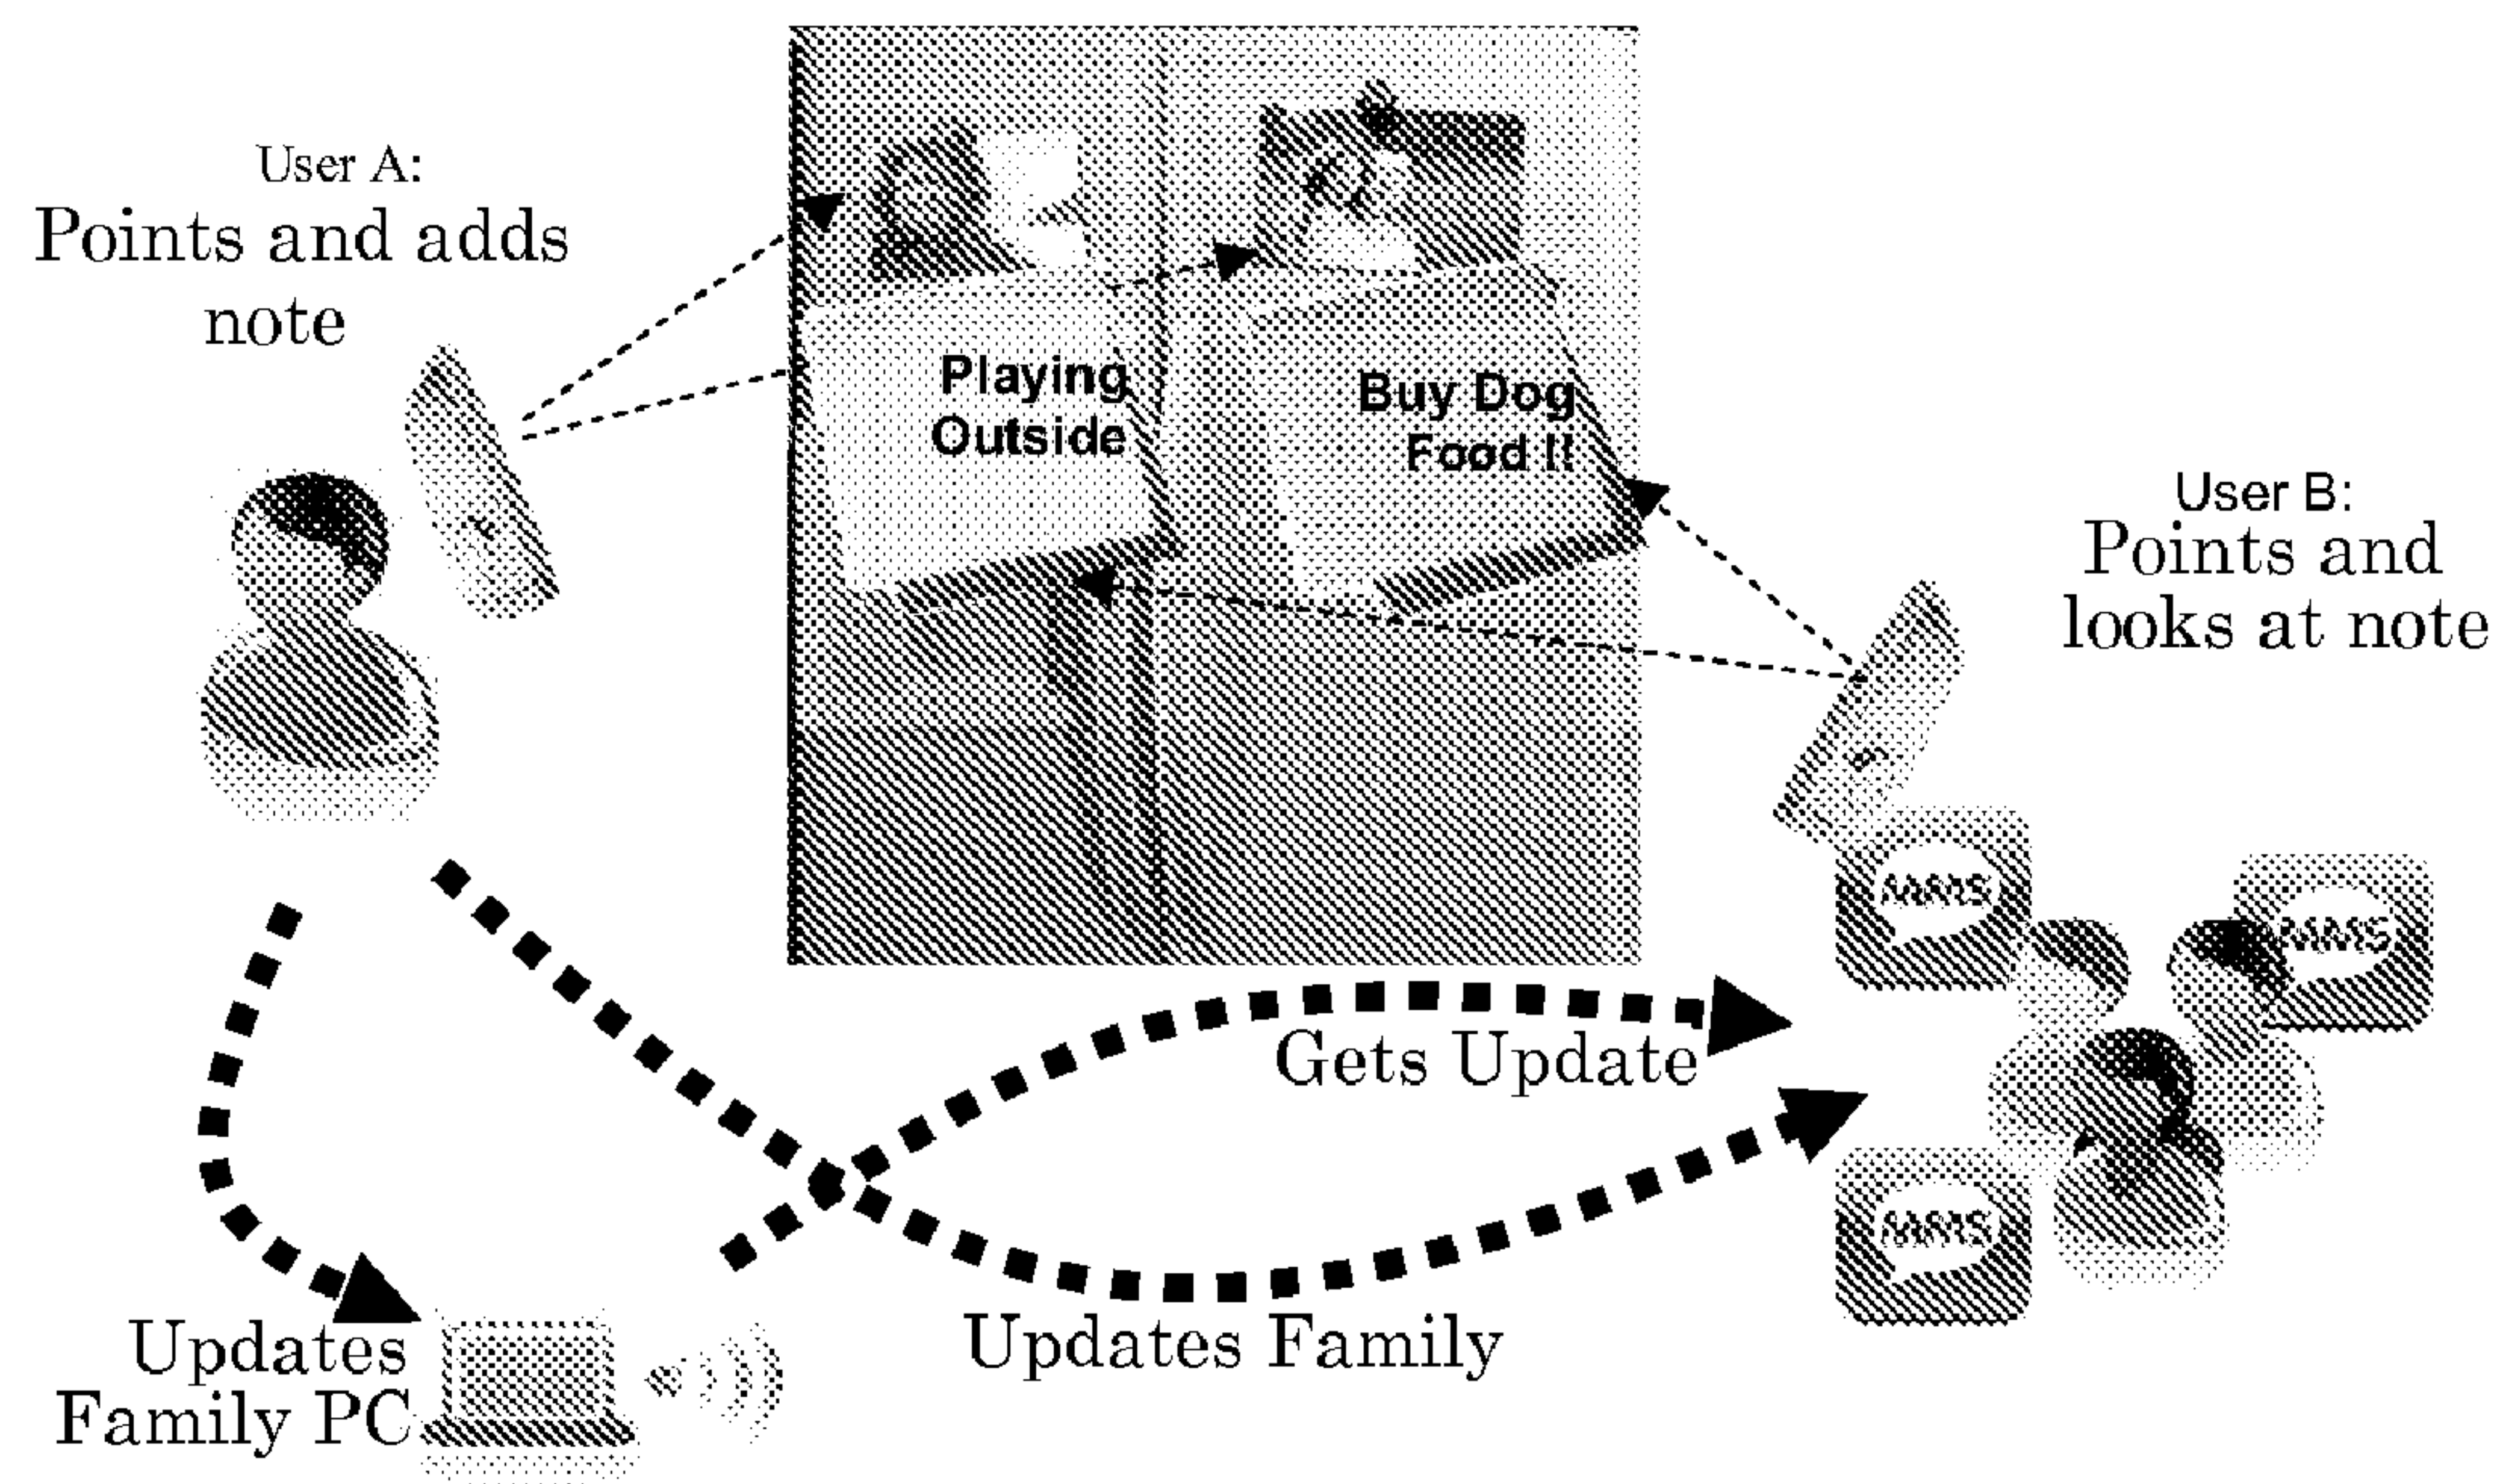 User A:
Points and adds
note
Playing
Outside
Buy Dog
Food !!
User B:
Points and
looks at note
MMS
MMS
MMS
Gets Update
Updates Family
Updates
Family PC